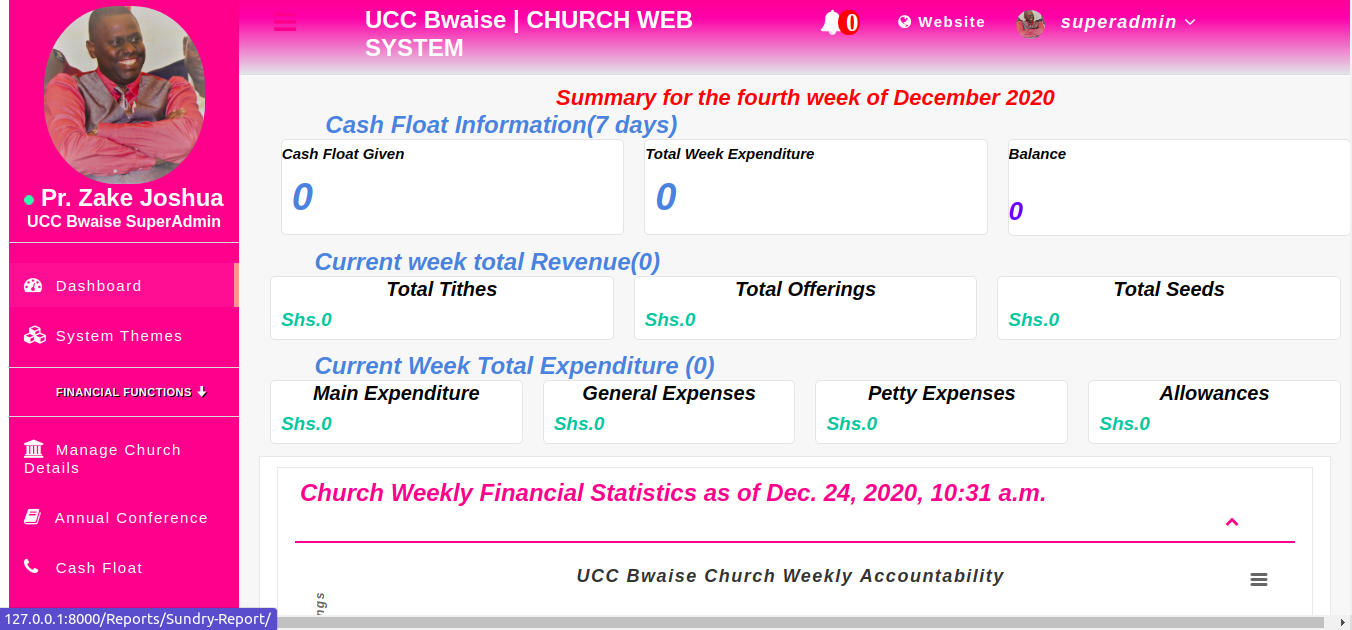 UCC Bwaise | CHURCH WEB
SYSTEM
0
Website
superadmin
Pr. Zake Joshua
UCC Bwaise SuperAdmin
Dashboard
System Themes
FINANCIAL FUNCTIONS
Manage Church
Details
Annual Conference
Cash Float
Summary for the fourth week of December 2020
Cash Float Information(7 days)
Cash Float Given
0
Total Week Expenditure
0
Balance
0
Current week total Revenue(0)
Total Tithes
Shs.0
Total Offerings
Shs.0
Total Seeds
Shs.0
Current Week Total Expenditure (0)
Main Expenditure
Shs.0
General Expenses
Shs.0
Petty Expenses
Shs.0
Allowances
Shs.0
Church Weekly Financial Statistics as of Dec. 24, 2020, 10:31 a.m.
UCC Bwaise Church Weekly Accountability
127.0.0.1:8000/Reports/Sundry-Report/